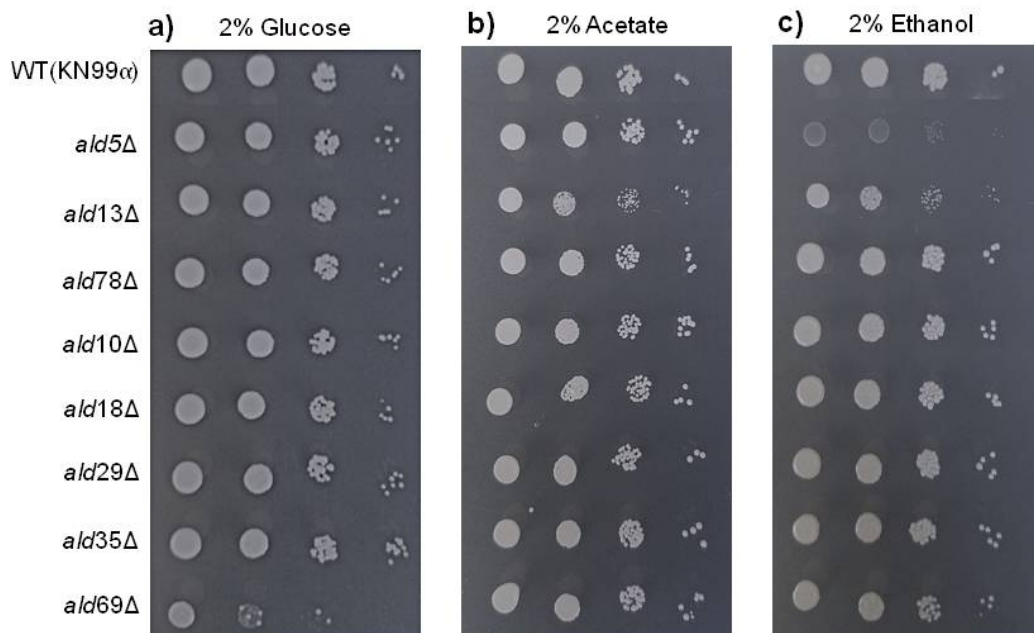 a) 2% Glucose
b) 2% Acetate
c) 2% Ethanol
WT(KN99α)
ald5Δ
ald13Δ
ald78Δ
ald10Δ
ald18Δ
ald29Δ
ald35Δ
ald69Δ